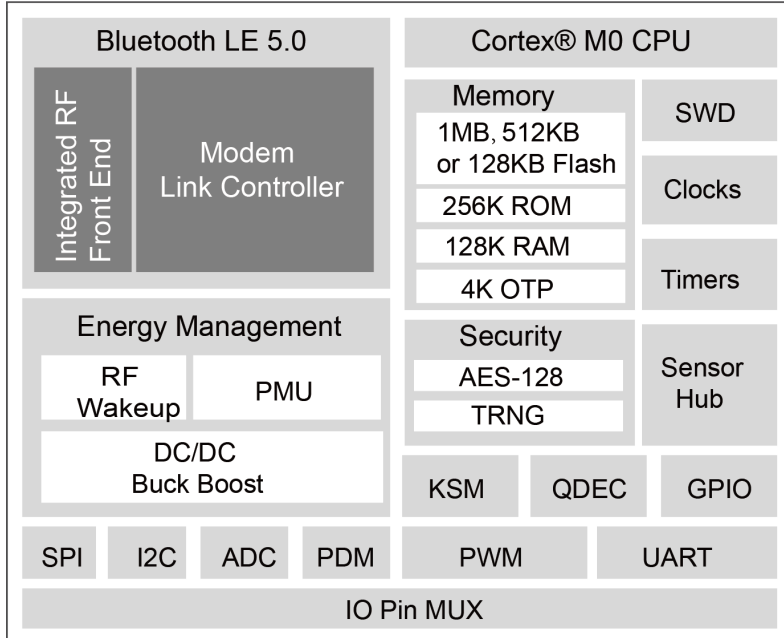 Bluetooth LE 5.0
Integrated RF
Front End
Modem
Link Controller
Energy Management
RF
Wakeup
PMU
DC/DC
Buck Boost
Cortex® M0 CPU
Memory
1MB, 512KB
or 128KB Flash
256K ROM
128K RAM
4K OTP
SWD
Clocks
Timers
Security
AES-128
TRNG
Sensor
Hub
KSM
QDEC
GPIO
SPI
I2C
ADC
PDM
PWM
UART
IO Pin MUX